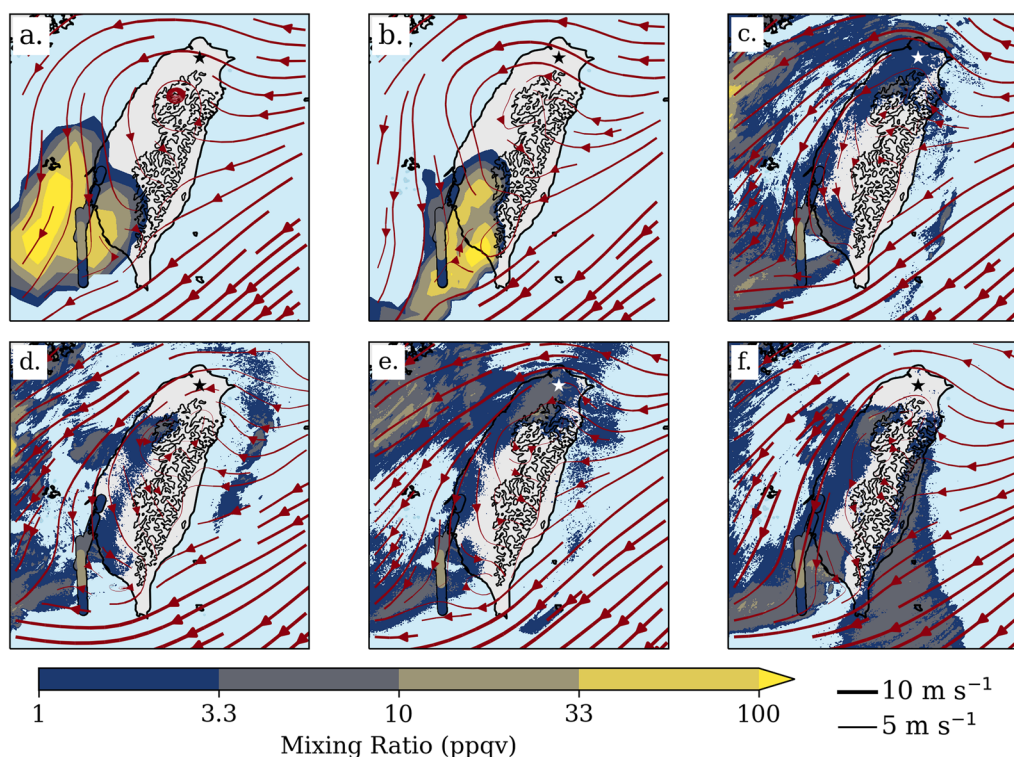 a.
b.
c.
d.
e.
f.
1 3.3 10 33 100
Mixing Ratio (ppqv)
10 m s⁻¹
5 m s⁻¹